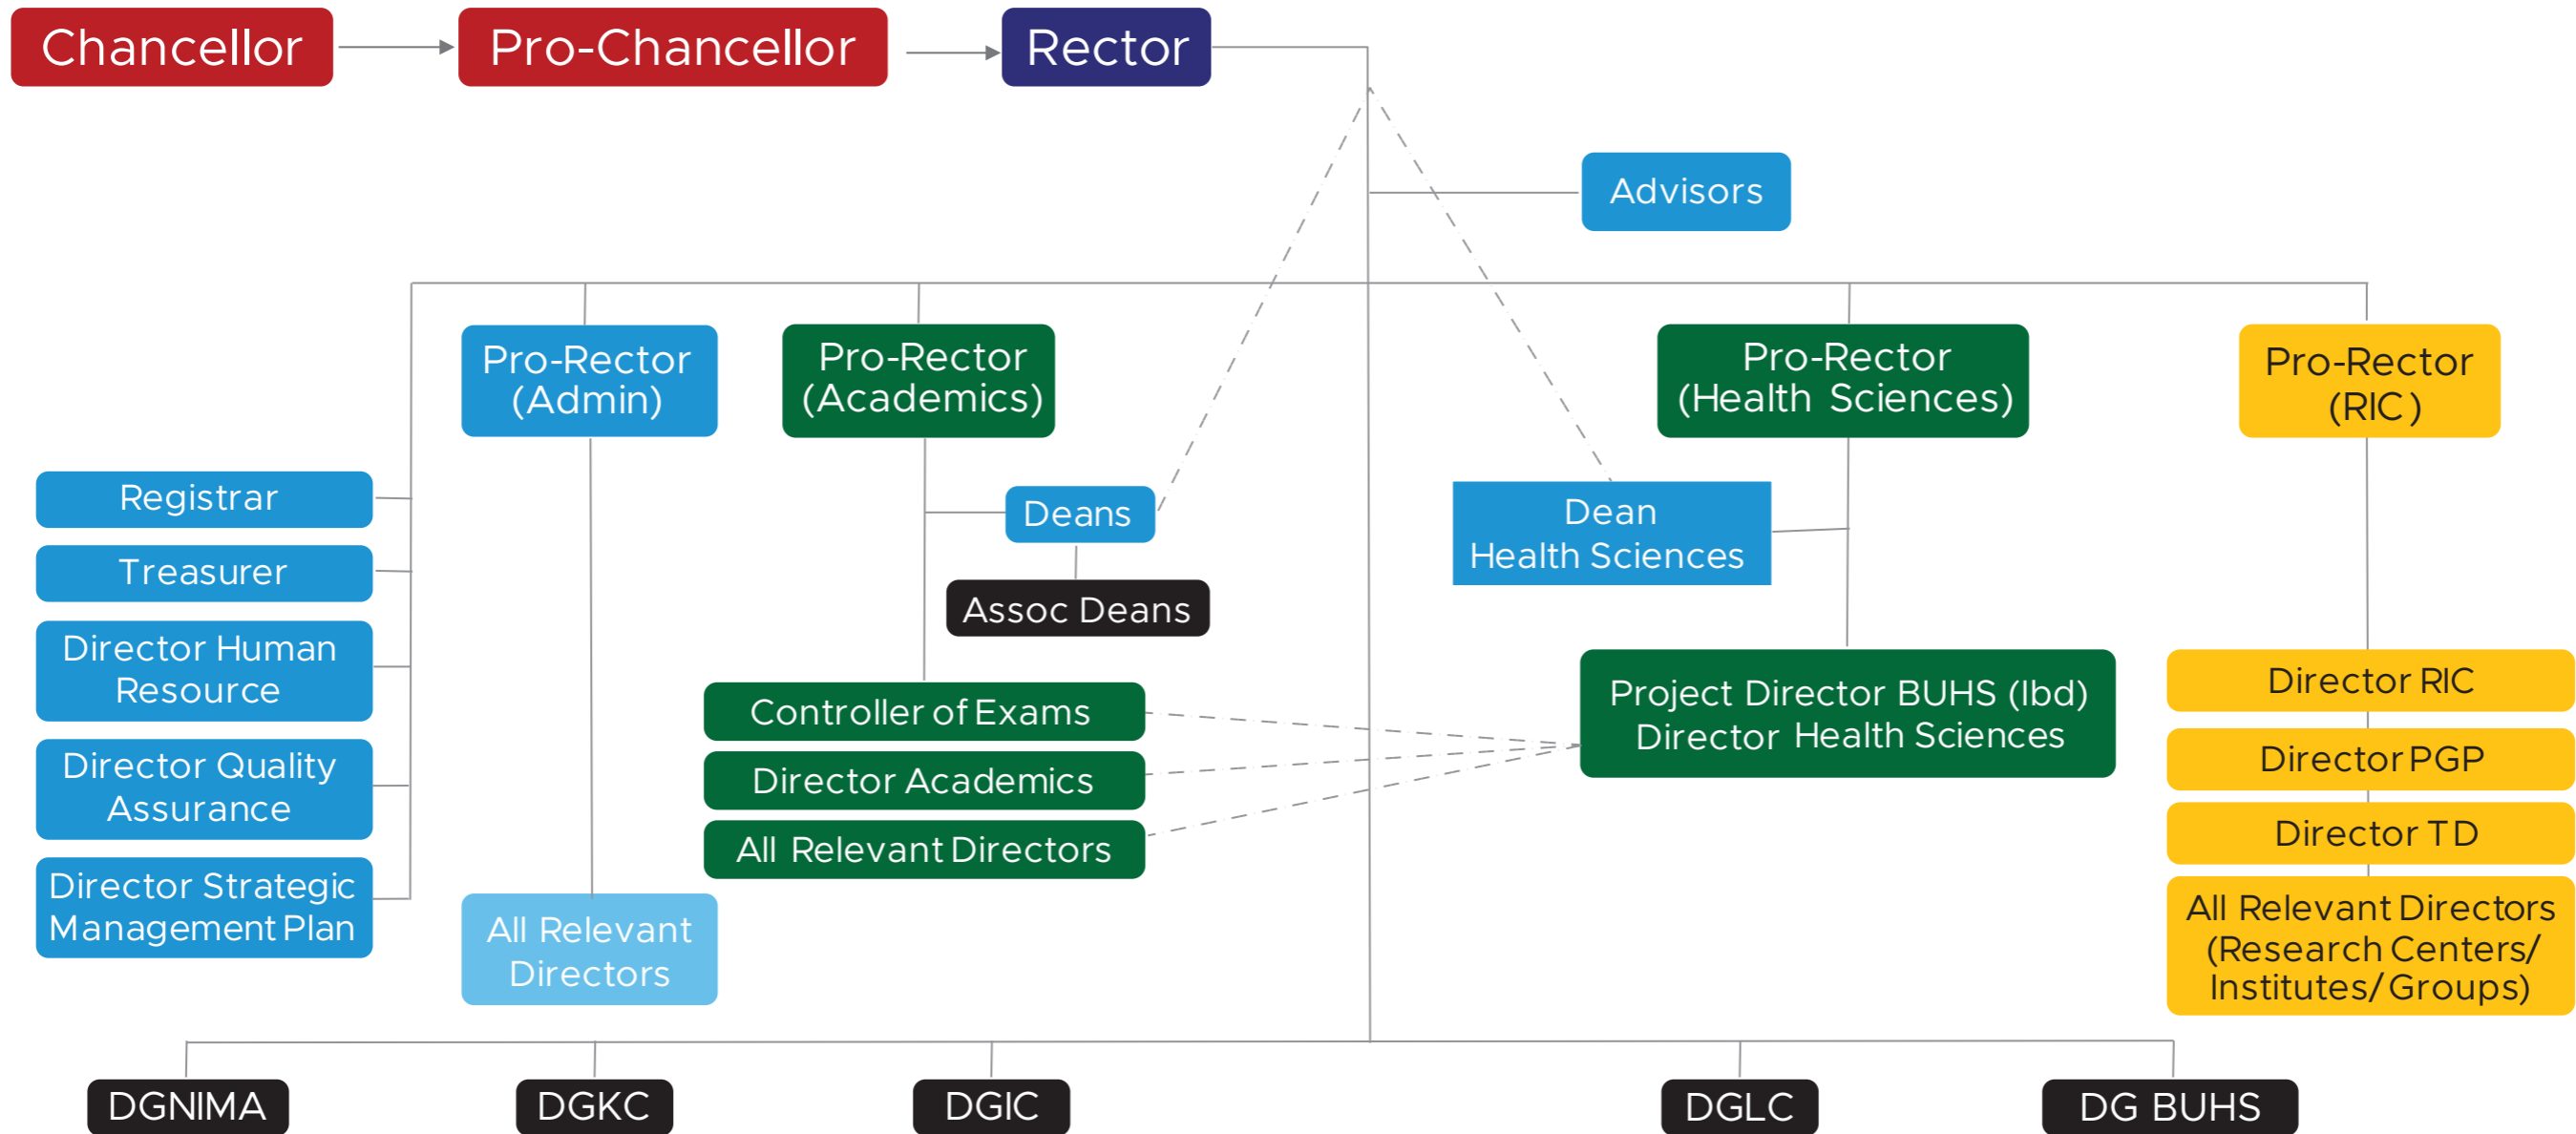 Chancellor
Pro-Chancellor
Rector
Advisors
Pro-Rector
(Admin)
Pro-Rector
(Academics)
Pro-Rector
(Health Sciences)
Pro-Rector
(RIC)
Registrar
Treasurer
Director Human
Resource
Director Quality
Assurance
Director Strategic
Management Plan
Deans
Assoc Deans
Dean
Health Sciences
Controller of Exams
Director Academics
All Relevant Directors
Project Director BUHS (Ibd)
Director Health Sciences
Director RIC
Director PGP
Director TD
All Relevant Directors
(Research Centers/
Institutes/Groups)
All Relevant
Directors
DGNIMA
DGKC
DGIC
DGLC
DG BUHS